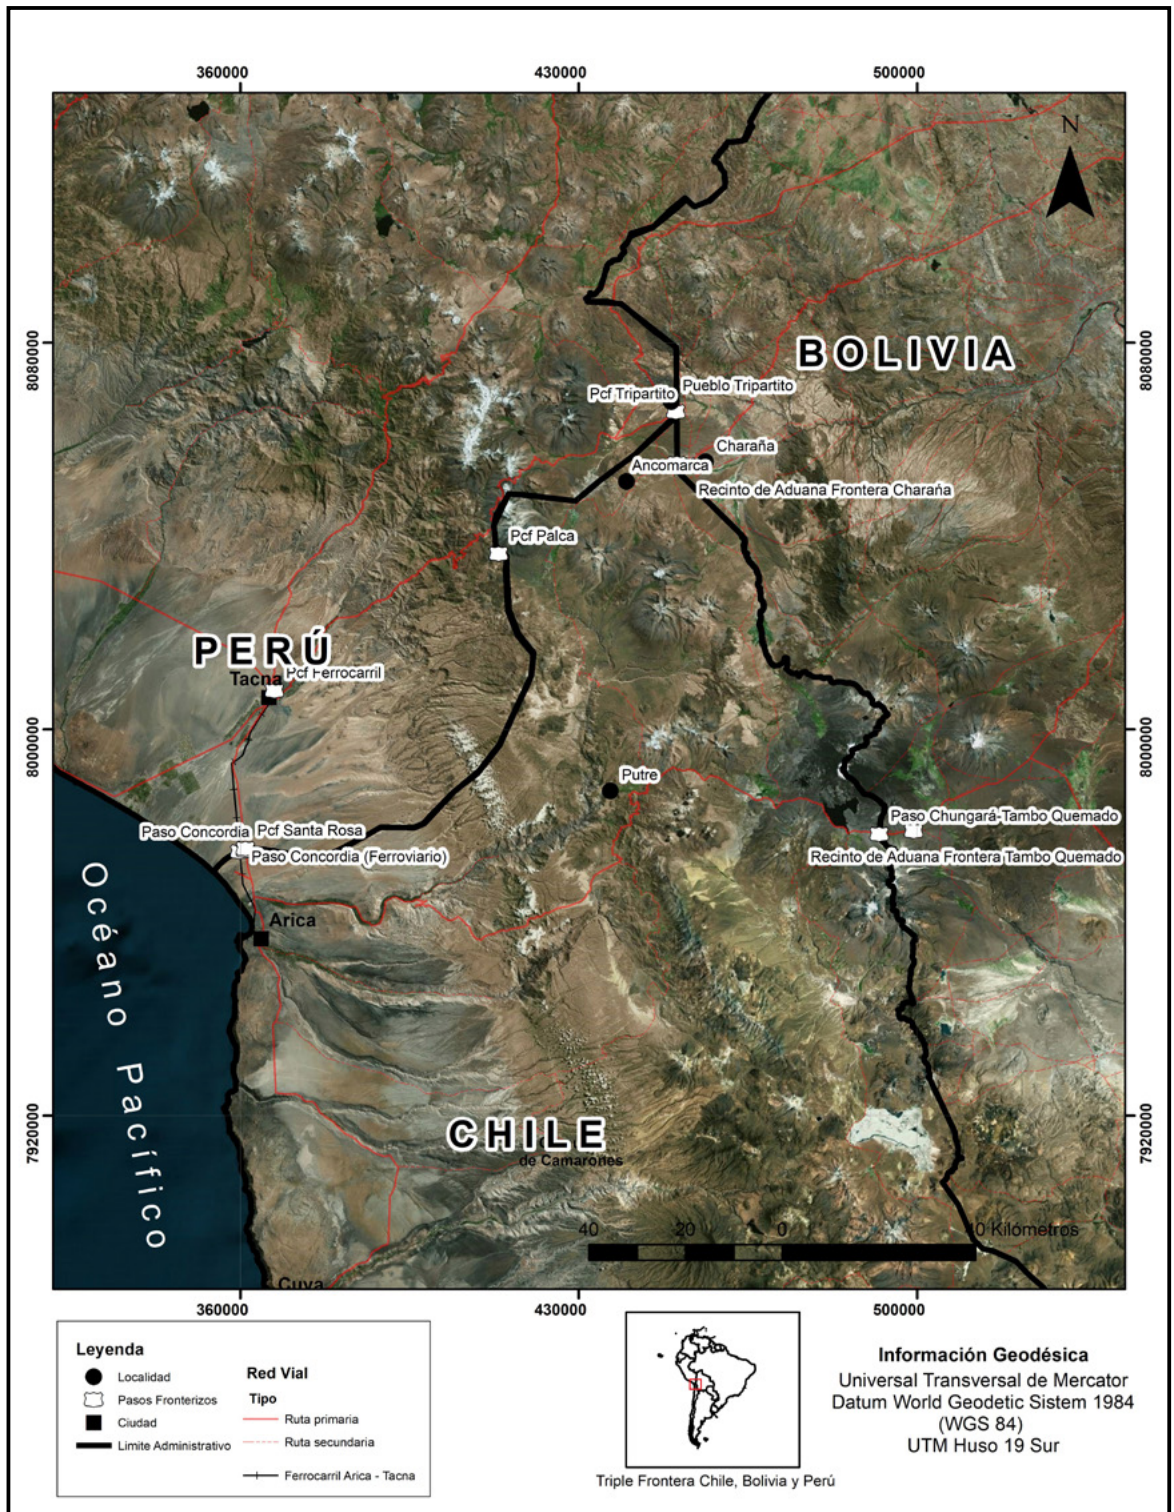 360000
430000
500000
N
8080000
8080000
BOLIVIA
Pcf Tripartito
Pueblo Tripartito
Charaña
Ancomarca
Recinto de Aduana Frontera Charaña
Pcf Palca
PERÚ
Pcf Ferrocarril
Tacna
8000000
8000000
Putre
Paso Chungará-Tambo Quemado
Paso Concordia
Pcf Santa Rosa
Paso Concordia (Ferroviario)
Recinto de Aduana Frontera Tambo Quemado
Arica
Océano Pacífico
7920000
7920000
CHILE
de Camarones
40
20
0
40 Kilómetros
Cuya
360000
430000
500000
Leyenda
Localidad
Pasos Fronterizos
Ciudad
Limite Administrativo
Red Vial
Tipo
Ruta primaria
Ruta secundaria
Ferrocarril Arica - Tacna
Triple Frontera Chile, Bolivia y Perú
Información Geodésica
Universal Transversal de Mercator
Datum World Geodetic Sistem 1984
(WGS 84)
UTM Huso 19 Sur